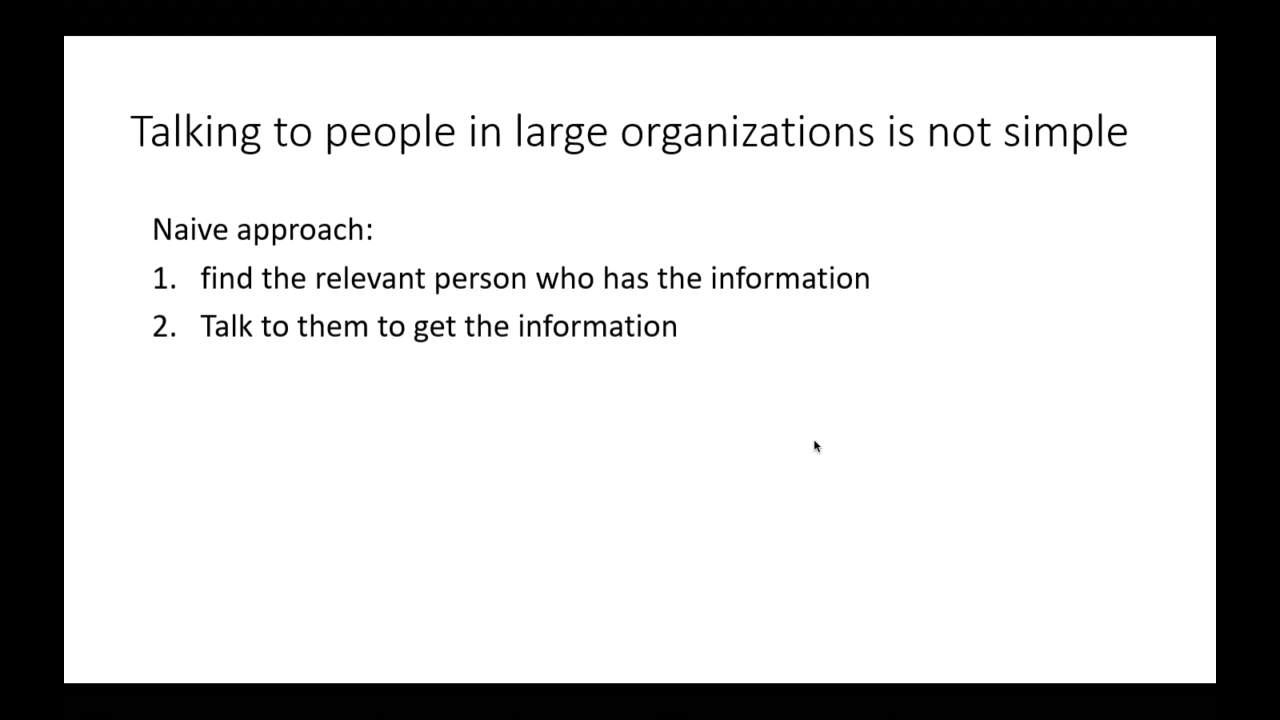 Talking to people in large organizations is not simple
Naive approach:
1. find the relevant person who has the information
2. Talk to them to get the information